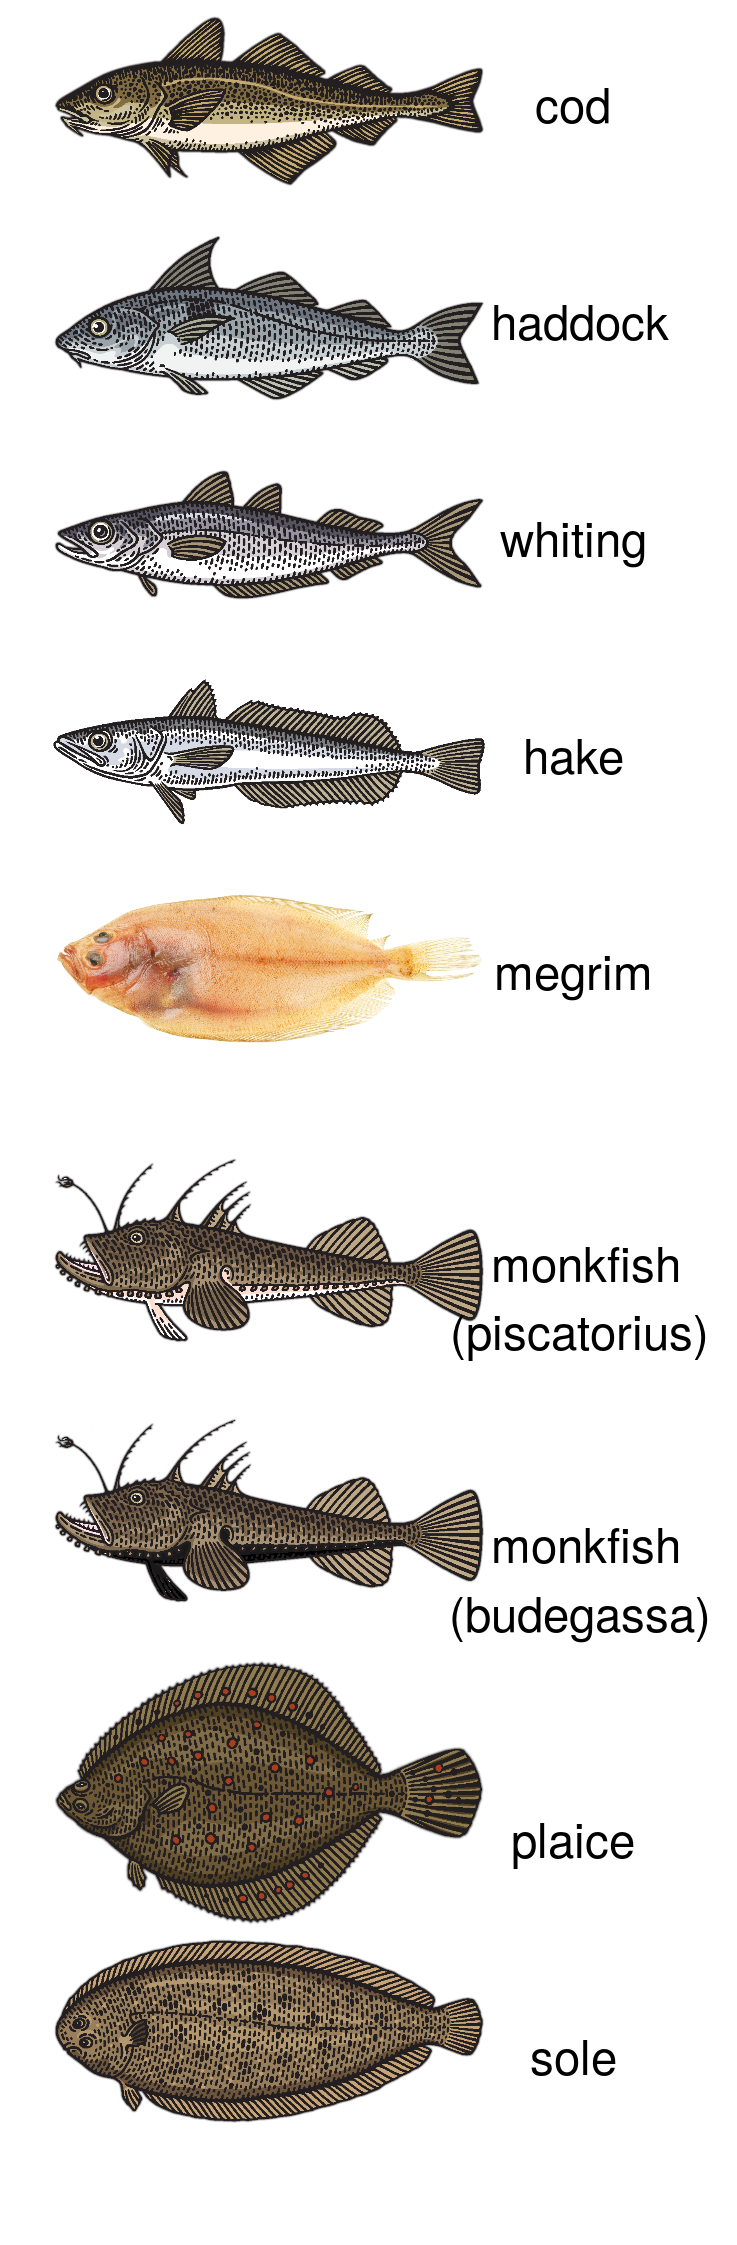 cod
haddock
whiting
hake
megrim
monkfish
(piscatorius)
monkfish
(budegassa)
plaice
sole